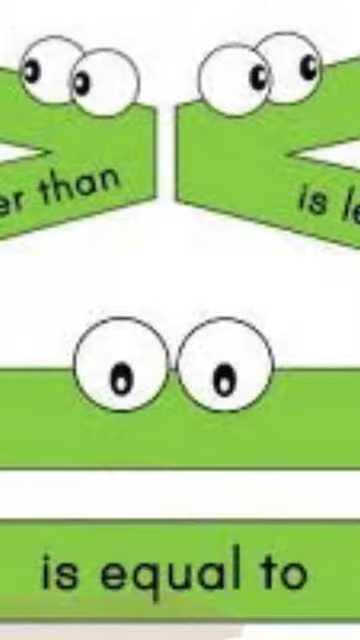 er than
is le
is equal to